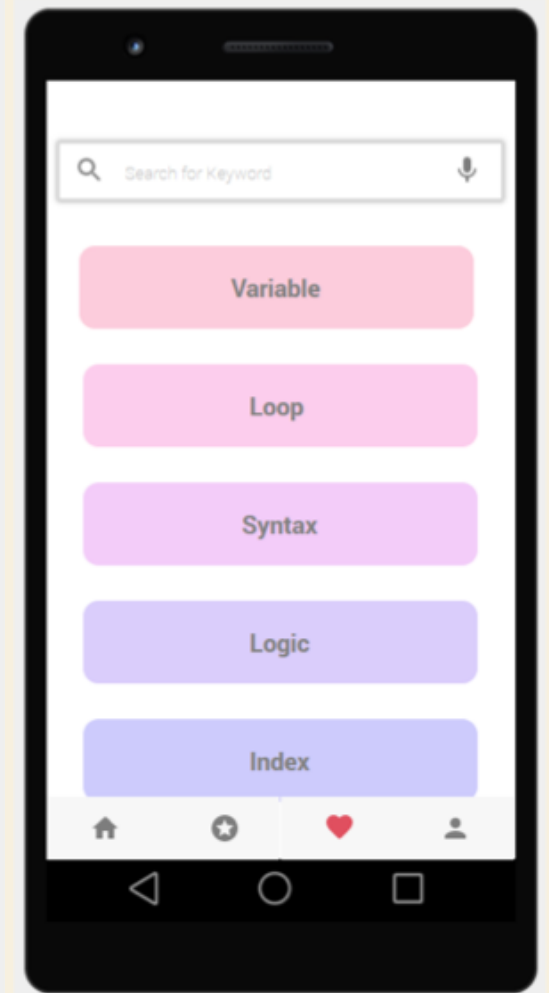 Search for Keyword
Variable
Loop
Syntax
Logic
Index